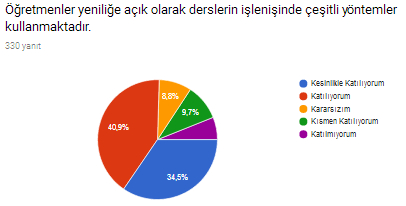 Öğretmenler yeniliğe açık olarak derslerin işlenişinde çeşitli yöntemler
kullanmaktadır.
330 yanıt
Kesinlikle Katılıyorum
Katılıyorum
Kararsızım
Kısmen Katılıyorum
Katılmıyorum
8,8%
9,7%
40,9%
34,5%